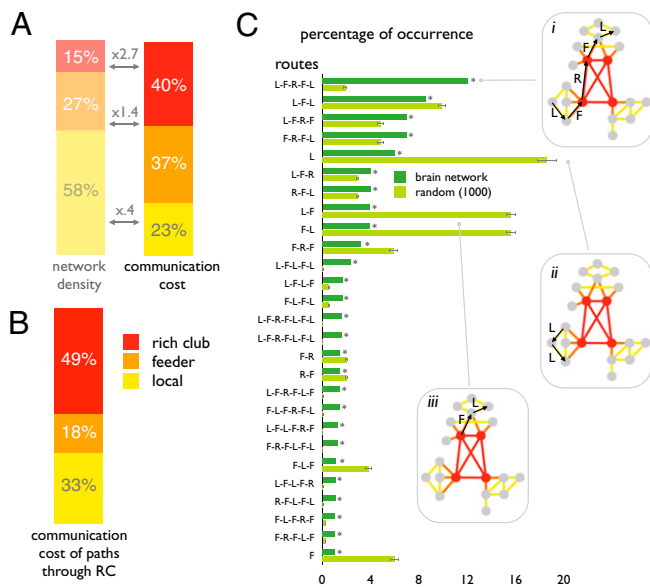 A
15%
27%
58%
network
density
x2.7
x1.4
x.4
40%
37%
23%
communication
cost
B
49%
18%
33%
communication
cost of paths
through RC
rich club
feeder
local
C
percentage of occurrence
routes
L-F-R-F-L
*
L-F-L
*
L-F-R-F
*
F-R-F-L
*
L
*
L-F-R
*
R-F-L
*
L-F
*
F-L
*
F-R-F
*
L-F-L-F-L
*
L-F-L-F
*
F-L-F-L
*
L-F-R-F-L-F-L
*
L-F-R-F-L-F-L
*
F-R
*
R-F
*
L-F-R-F-L-F
*
F-L-F-R-F-L
*
L-F-L-F-R-F
*
F-R-F-L-F-L
*
F-L-F
*
L-F-L-F-R
*
R-F-L-F-L
*
F-L-F-R-F
*
F-R-F-L-F
*
F
*
0
4
8
12
16
20
brain network
random (1000)
i
L
F
R
L
F
ii
L
L
iii
L
F